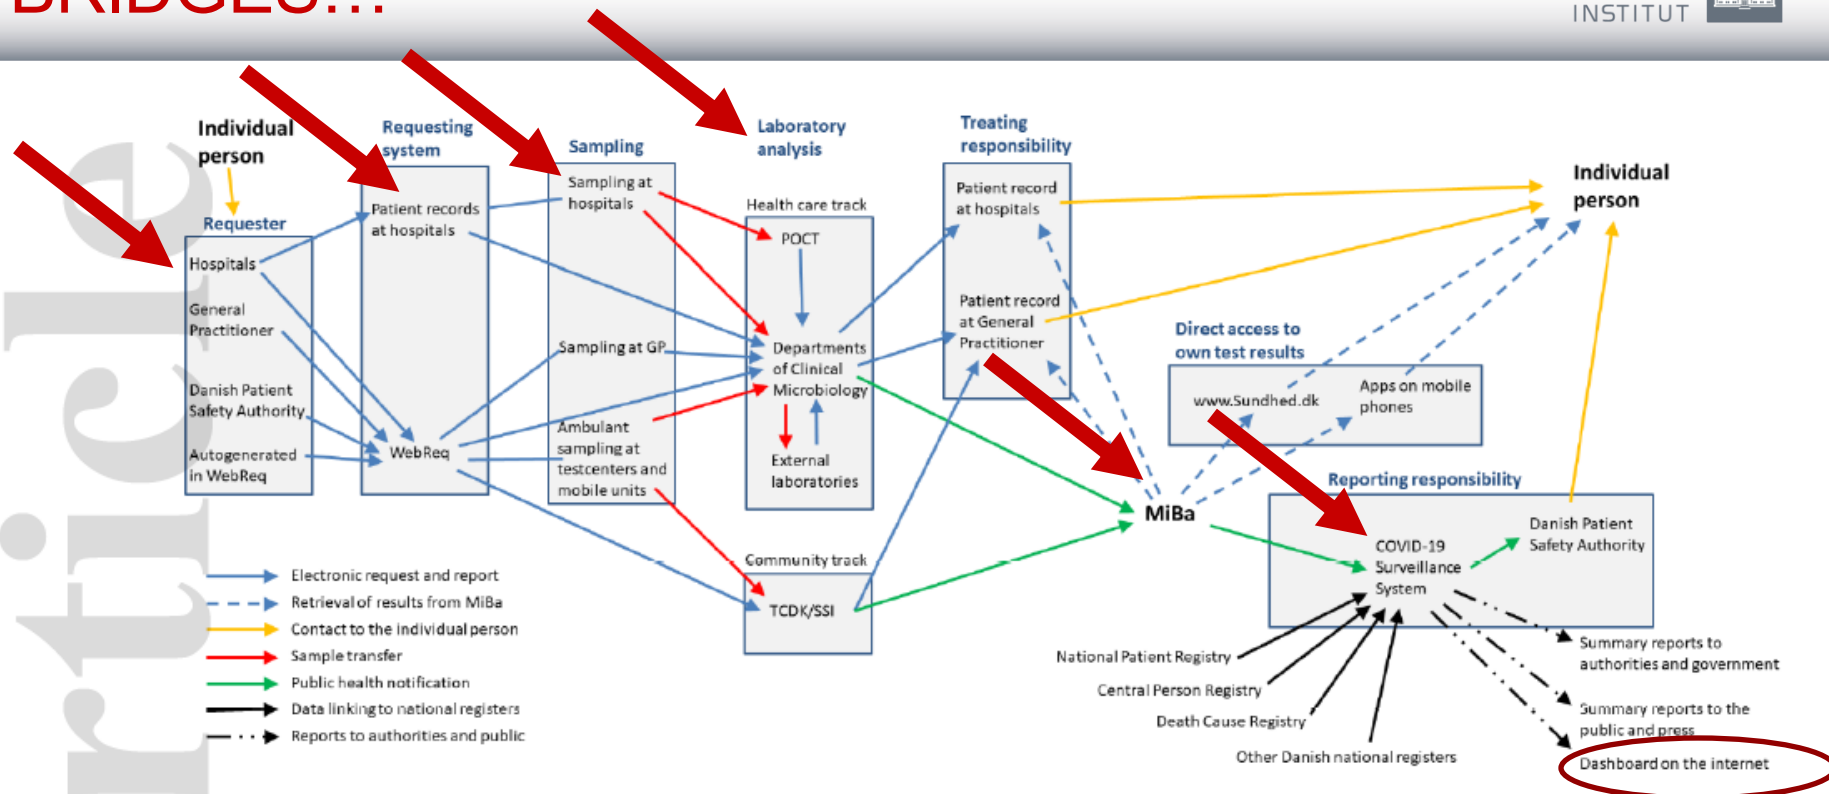 BRIDGES...
INSTITUT
rticle
Individual
person
Requester
Hospitals
General
Practitioner
Danish Patient
Safety Authority
Autogenerated
in WebReq
Requesting
system
Patient records
at hospitals
WebReq
Sampling
Sampling at
hospitals
Sampling at GP
Ambulant
sampling at
testcenters and
mobile units
Laboratory
analysis
Health care track
POCT
Departments
of Clinical
Microbiology
External
laboratories
Community track
TCDK/SSI
Treating
responsibility
Patient record
at hospitals
Patient record
at General
Practitioner
Individual
person
Direct access to
own test results
www.Sundhed.dk
Apps on mobile
phones
MiBa
Reporting responsibility
COVID-19
Surveillance
System
Danish Patient
Safety Authority
National Patient Registry
Central Person Registry
Death Cause Registry
Other Danish national registers
Summary reports to
authorities and government
Summary reports to the
public and press
Dashboard on the internet
Electronic request and report
Retrieval of results from MiBa
Contact to the individual person
Sample transfer
Public health notification
Data linking to national registers
Reports to authorities and public